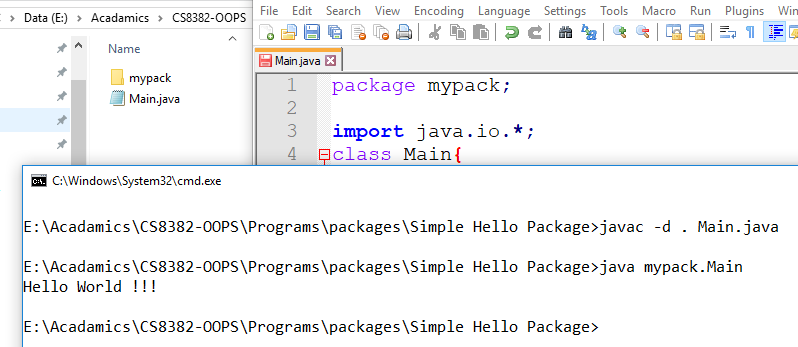 Data (E:) > Acadamics > CS8382-OOPS
Name
mypack
Main.java
File Edit Search View Encoding Language Settings Tools Macro Run
Main.java
1 package mypack;
2
3 import java.io.*;
4 class Main{
C:\Windows\System32\cmd.exe
E:\Acadamics\CS8382-OOPS\Programs\packages\Simple Hello Package>javac -d . Main.java
E:\Acadamics\CS8382-OOPS\Programs\packages\Simple Hello Package>java mypack.Main
Hello World !!!
E:\Acadamics\CS8382-OOPS\Programs\packages\Simple Hello Package>